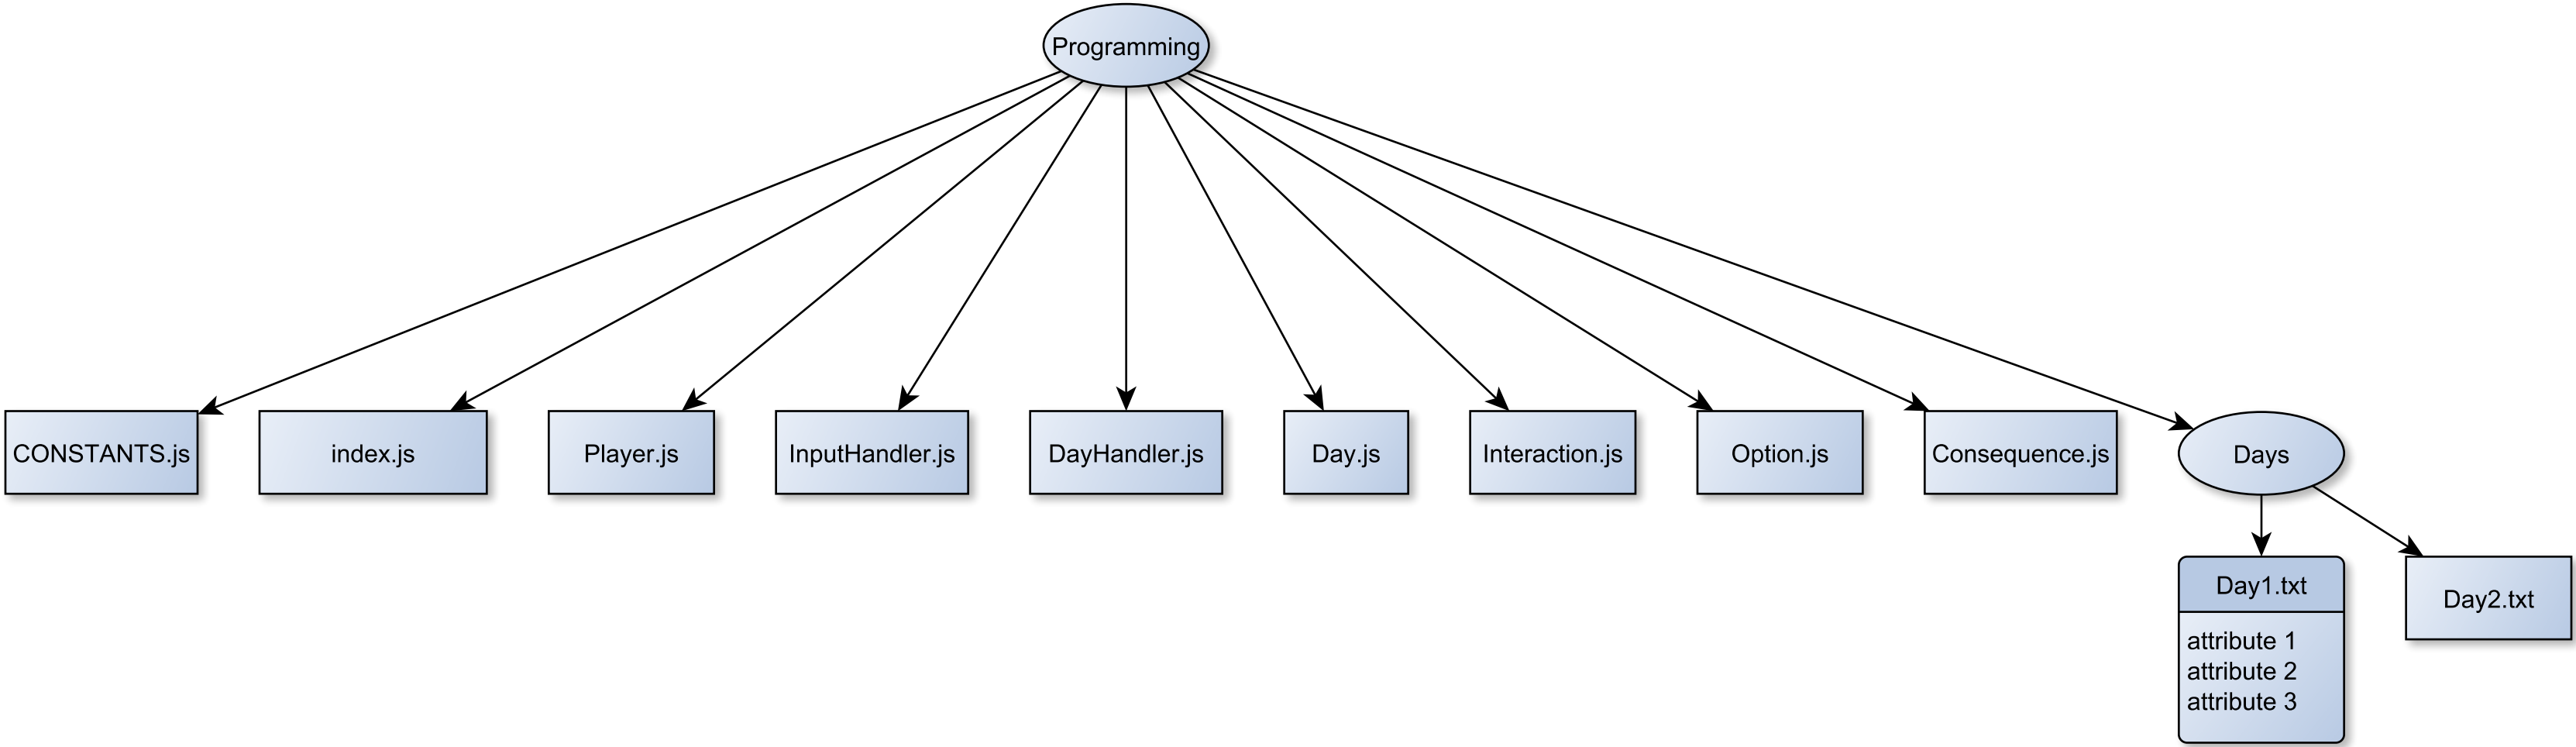 Programming
CONSTANTS.js
index.js
Player.js
InputHandler.js
DayHandler.js
Day.js
Interaction.js
Option.js
Consequence.js
Days
Day1.txt
attribute 1
attribute 2
attribute 3
Day2.txt